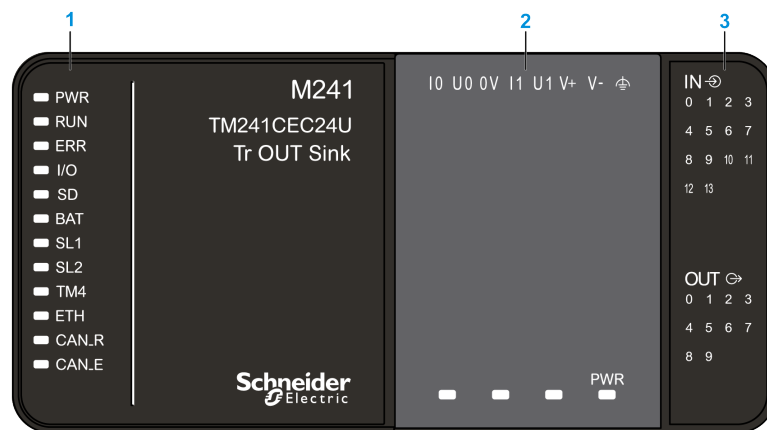 1 2 3
PWR
RUN
ERR
I/O
SD
BAT
SL1
SL2
TM4
ETH
CAN_R
CAN_E
M241
TM241CEC24U
Tr OUT Sink
Schneider
Electric
I0 U0 0V I1 U1 V+ V-
PWR
IN
0 1 2 3
4 5 6 7
8 9 10 11
12 13
OUT
0 1 2 3
4 5 6 7
8 9